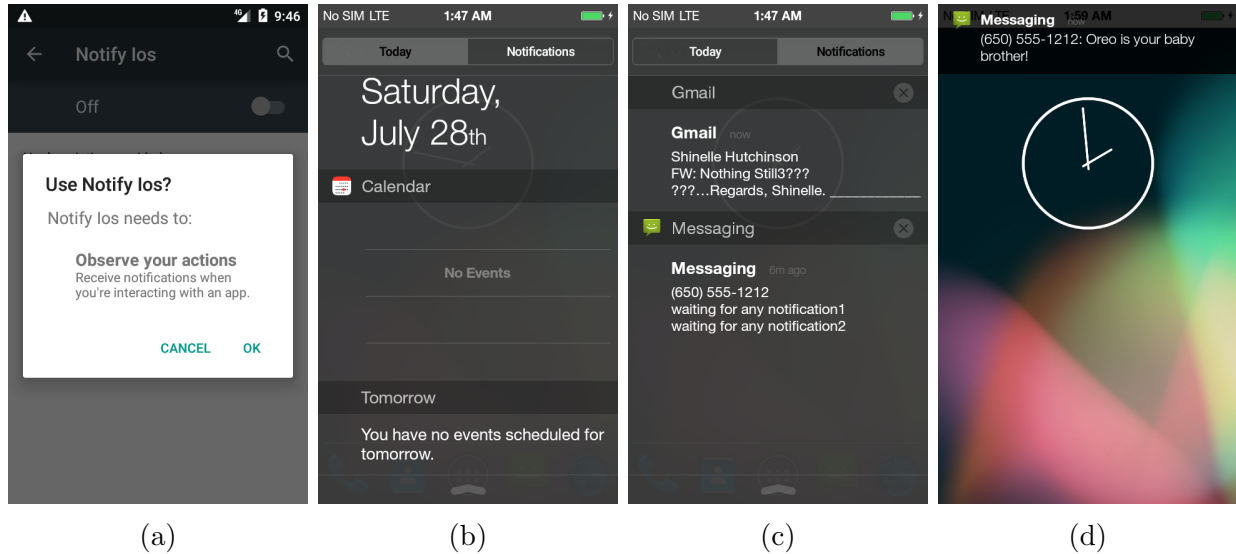 4G 9:46
Notify Ios
Off
Use Notify Ios?
Notify Ios needs to:
Observe your actions
Receive notifications when
you're interacting with an app.
CANCEL OK
(a)
No SIM LTE 1:47 AM
Today Notifications
Saturday,
July 28th
Calendar
No Events
Tomorrow
You have no events scheduled for
tomorrow.
(b)
No SIM LTE 1:47 AM
Today Notifications
Gmail
Gmail now
Shinelle Hutchinson
FW: Nothing Still3???
???...Regards, Shinelle. ____________
Messaging
Messaging 6m ago
(650) 555-1212
waiting for any notification1
waiting for any notification2
(c)
1:59 AM
Messaging now
(650) 555-1212: Oreo is your baby
brother!
(d)